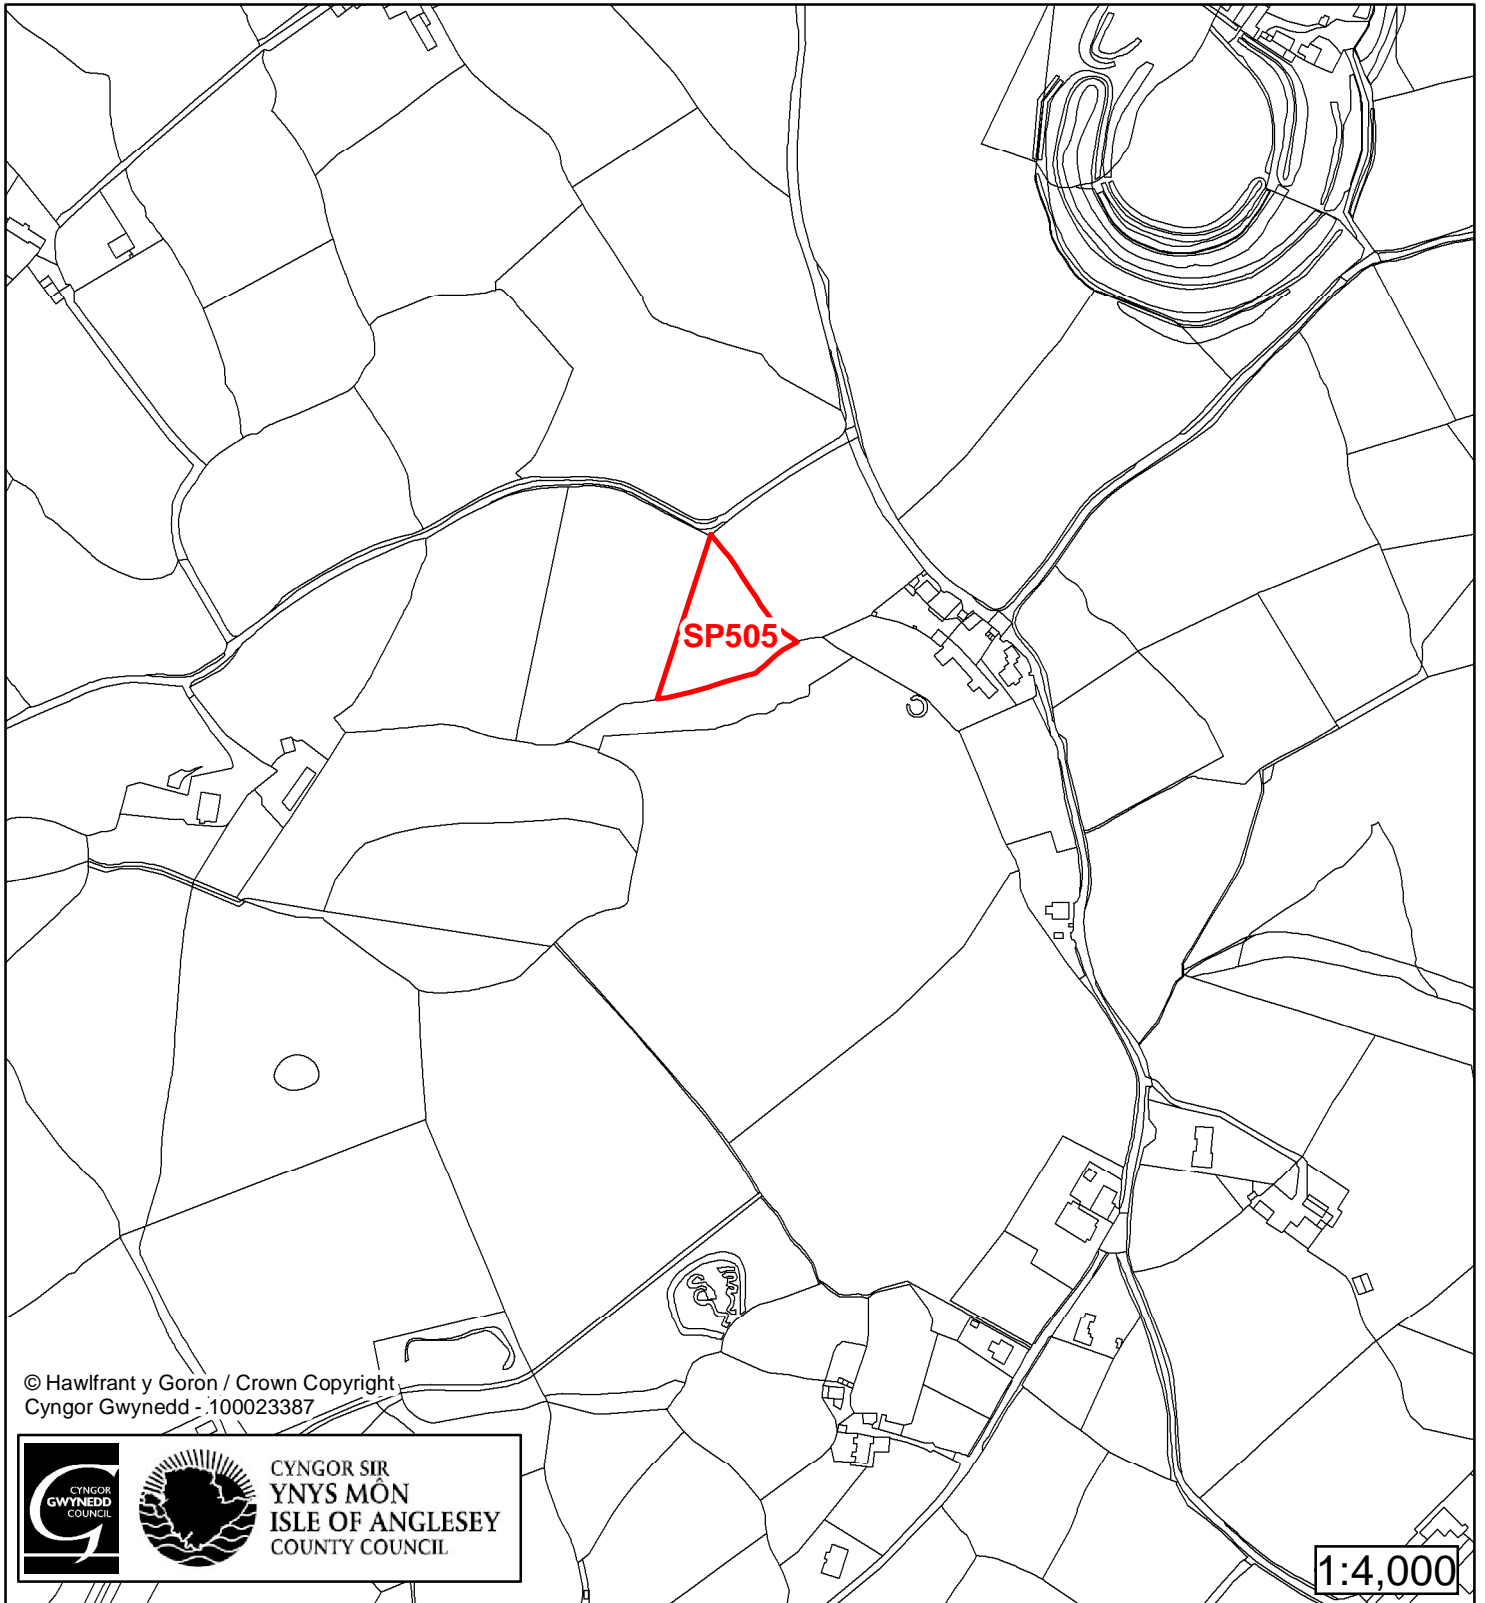 SP505
© Hawlfrant y Goron / Crown Copyright
Cyngor Gwynedd - 100023387
CYNGOR
GWYNEDD
COUNCIL
CYNGOR SIR
YNYS MÔN
ISLE OF ANGLESEY
COUNTY COUNCIL
1:4,000